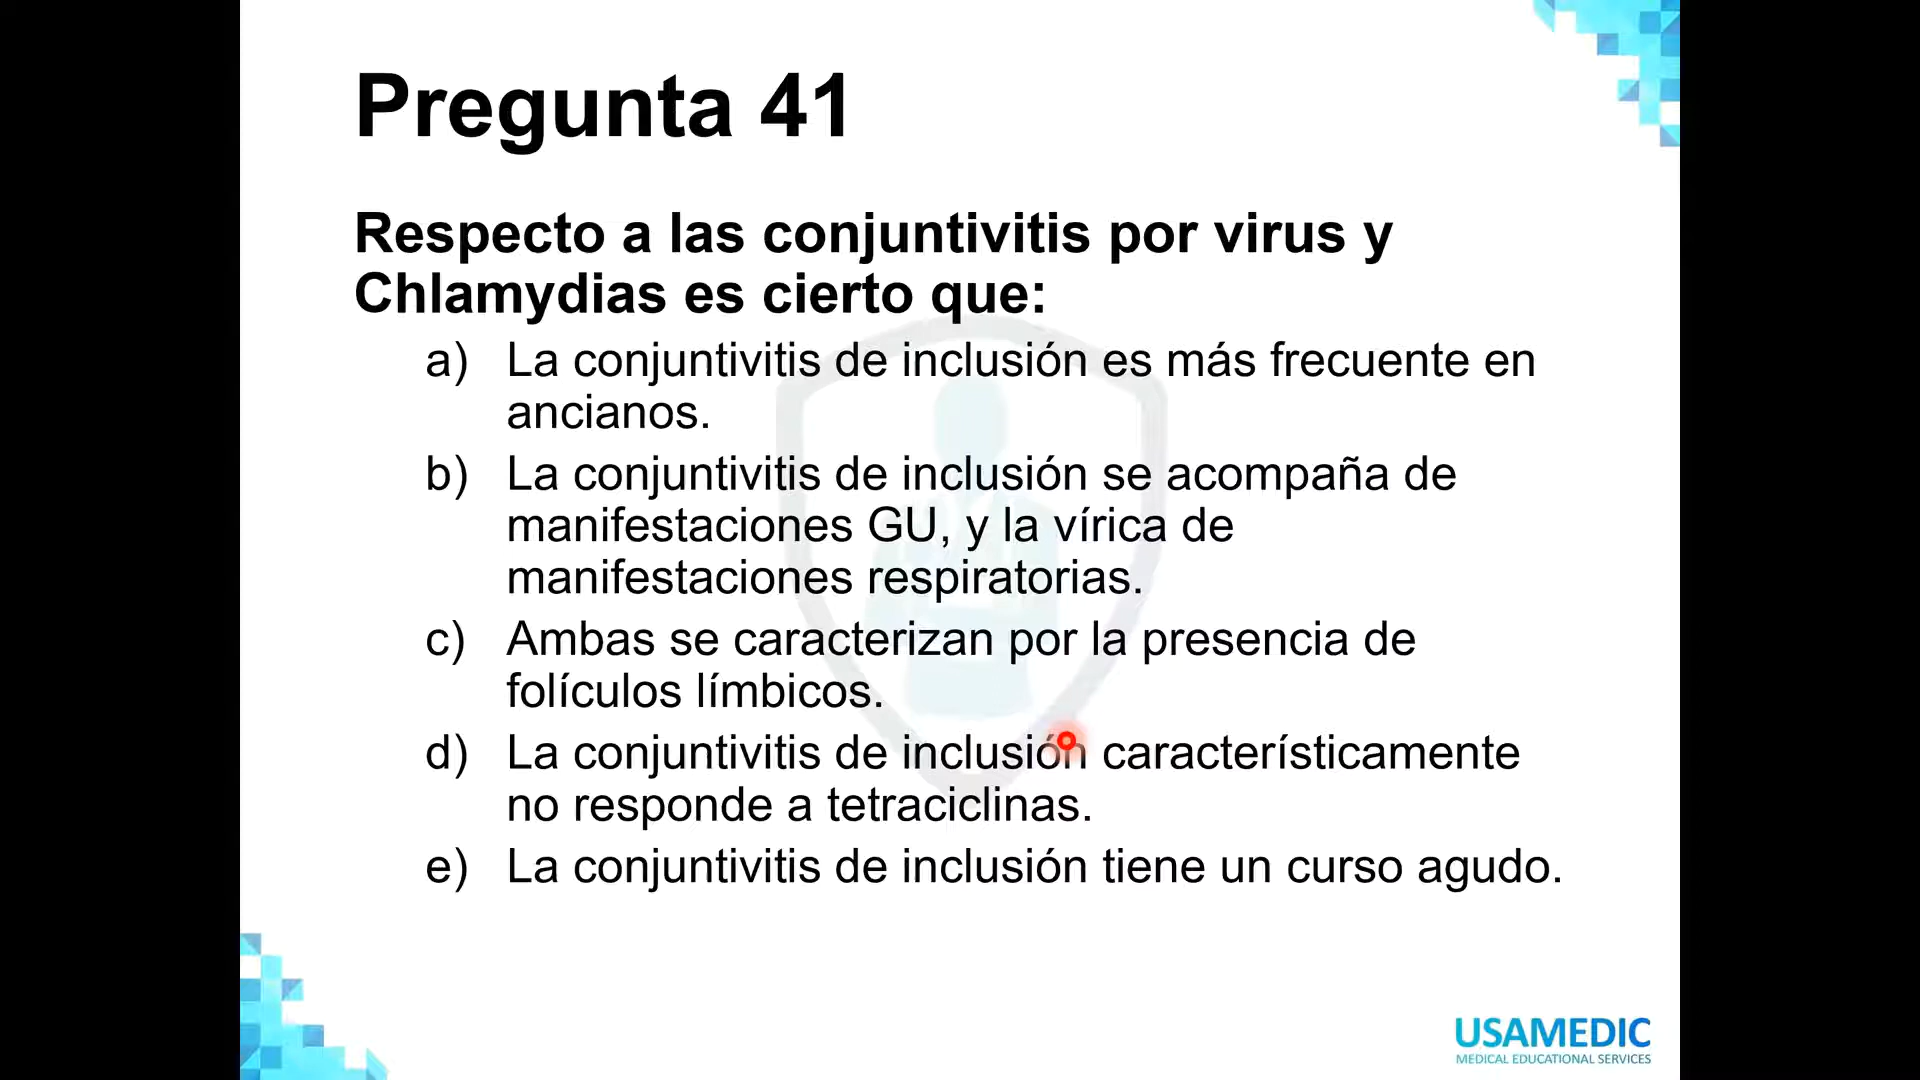 Pregunta 41
Respecto a las conjuntivitis por virus y
Chlamydias es cierto que:
a) La conjuntivitis de inclusión es más frecuente en
ancianos.
b) La conjuntivitis de inclusión se acompaña de
manifestaciones GU, y la vírica de
manifestaciones respiratorias.
c) Ambas se caracterizan por la presencia de
folículos límbicos.
d) La conjuntivitis de inclusión característicamente
no responde a tetraciclinas.
e) La conjuntivitis de inclusión tiene un curso agudo.
USAMEDIC
MEDICAL EDUCATIONAL SERVICES